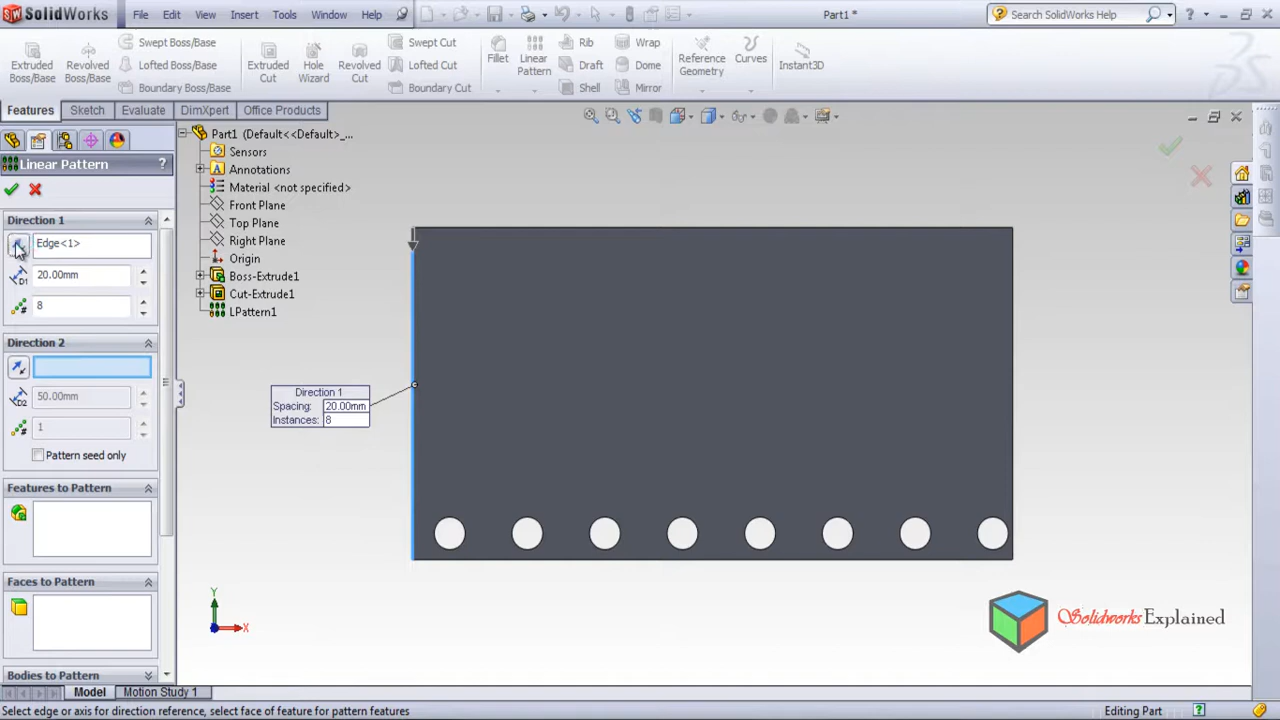 SolidWorks File Edit View Insert Tools Window Help Part1 * Search SolidWorks Help
Extruded Boss/Base
Revolved Boss/Base
Swept Boss/Base
Lofted Boss/Base
Boundary Boss/Base
Extruded Cut
Hole Wizard
Revolved Cut
Swept Cut
Lofted Cut
Boundary Cut
Fillet
Linear Pattern
Rib
Draft
Shell
Wrap
Dome
Mirror
Reference Geometry
Curves
Instant3D
Features Sketch Evaluate DimXpert Office Products
Linear Pattern ?
Direction 1
Edge<1>
D1 20.00mm
8
Direction 2
D2 50.00mm
1
Pattern seed only
Features to Pattern
Faces to Pattern
Bodies to Pattern
Part1 (Default<<Default>_...
Sensors
Annotations
Material <not specified>
Front Plane
Top Plane
Right Plane
Origin
Boss-Extrude1
Cut-Extrude1
LPattern1
Direction 1
Spacing: 20.00mm
Instances: 8
Y
X
Solidworks Explained
Model Motion Study 1
Select edge or axis for direction reference, select face of feature for pattern features Editing Part ?